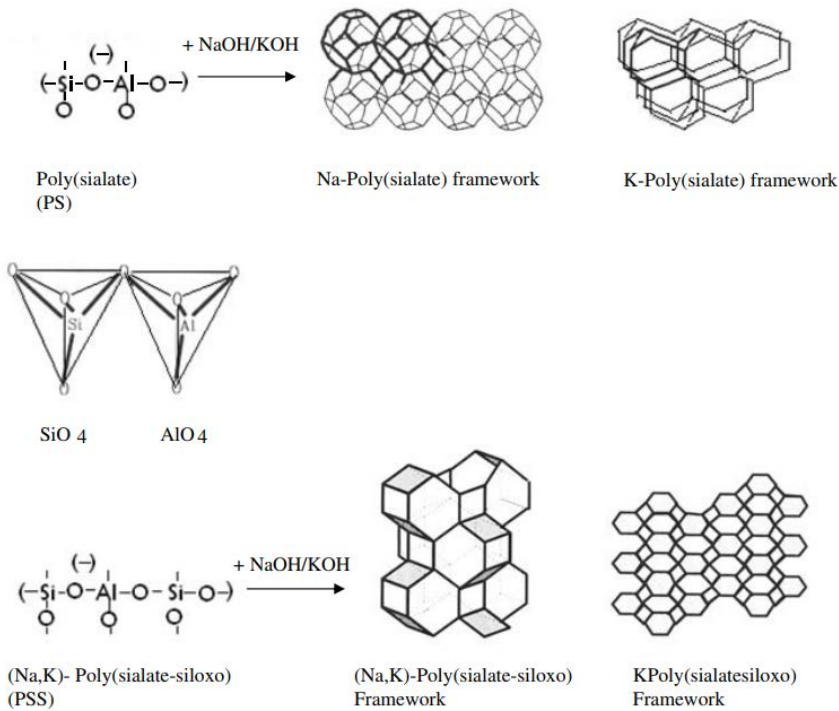 (-)
+ NaOH/KOH
(-Si-O-Al-O-)
O O
Poly(sialate)
(PS)
Na-Poly(sialate) framework
K-Poly(sialate) framework
O O O
O O
Si Al
O O
SiO 4 AlO 4
(-)
+ NaOH/KOH
(-Si-O-Al-O-Si-O-)
O O O
(Na,K)- Poly(sialate-siloxo)
(PSS)
(Na,K)-Poly(sialate-siloxo)
Framework
KPoly(sialatesiloxo)
Framework